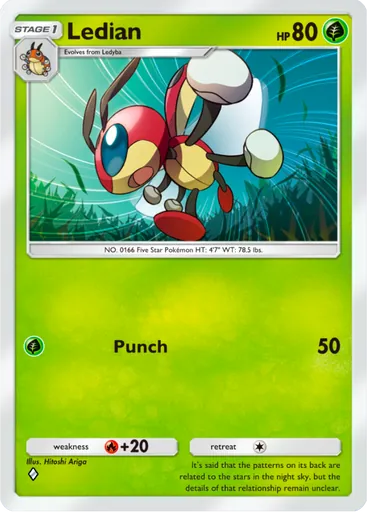 STAGE 1 Ledian HP 80
Evolves from Ledyba
NO. 0166 Five Star Pokémon HT: 4'7" WT: 78.5 lbs.
Punch 50
weakness +20 retreat
Illus. Hitoshi Ariga
It's said that the patterns on its back are
related to the stars in the night sky, but the
details of that relationship remain unclear.